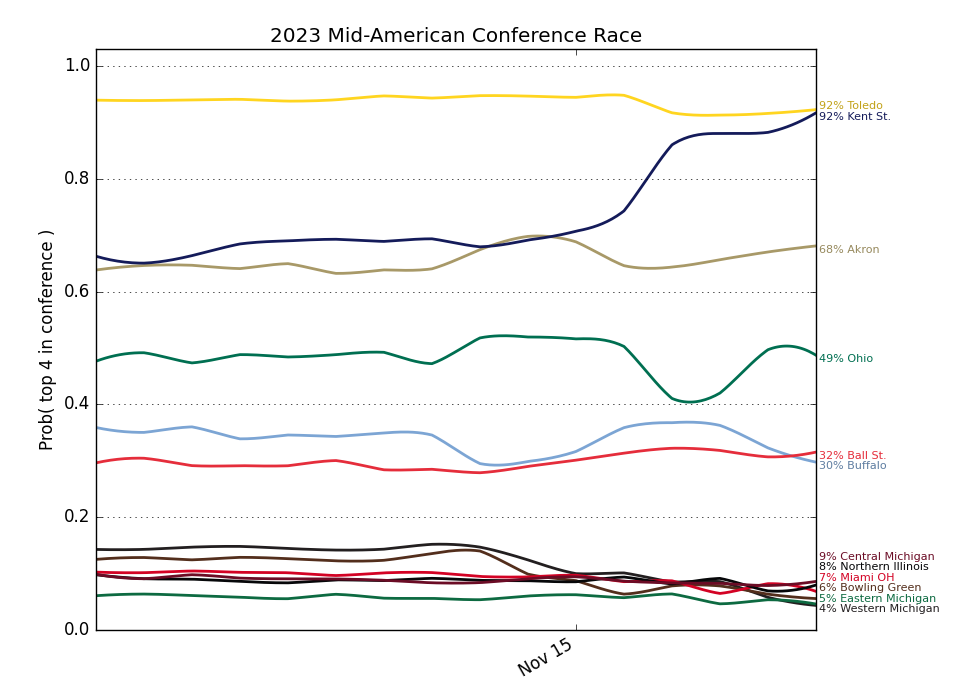 2023 Mid-American Conference Race
1.0
0.8
0.6
0.4
0.2
0.0
Prob( top 4 in conference )
Nov 15
92% Toledo
92% Kent St.
68% Akron
49% Ohio
32% Ball St.
30% Buffalo
9% Central Michigan
8% Northern Illinois
7% Miami OH
6% Bowling Green
5% Eastern Michigan
4% Western Michigan